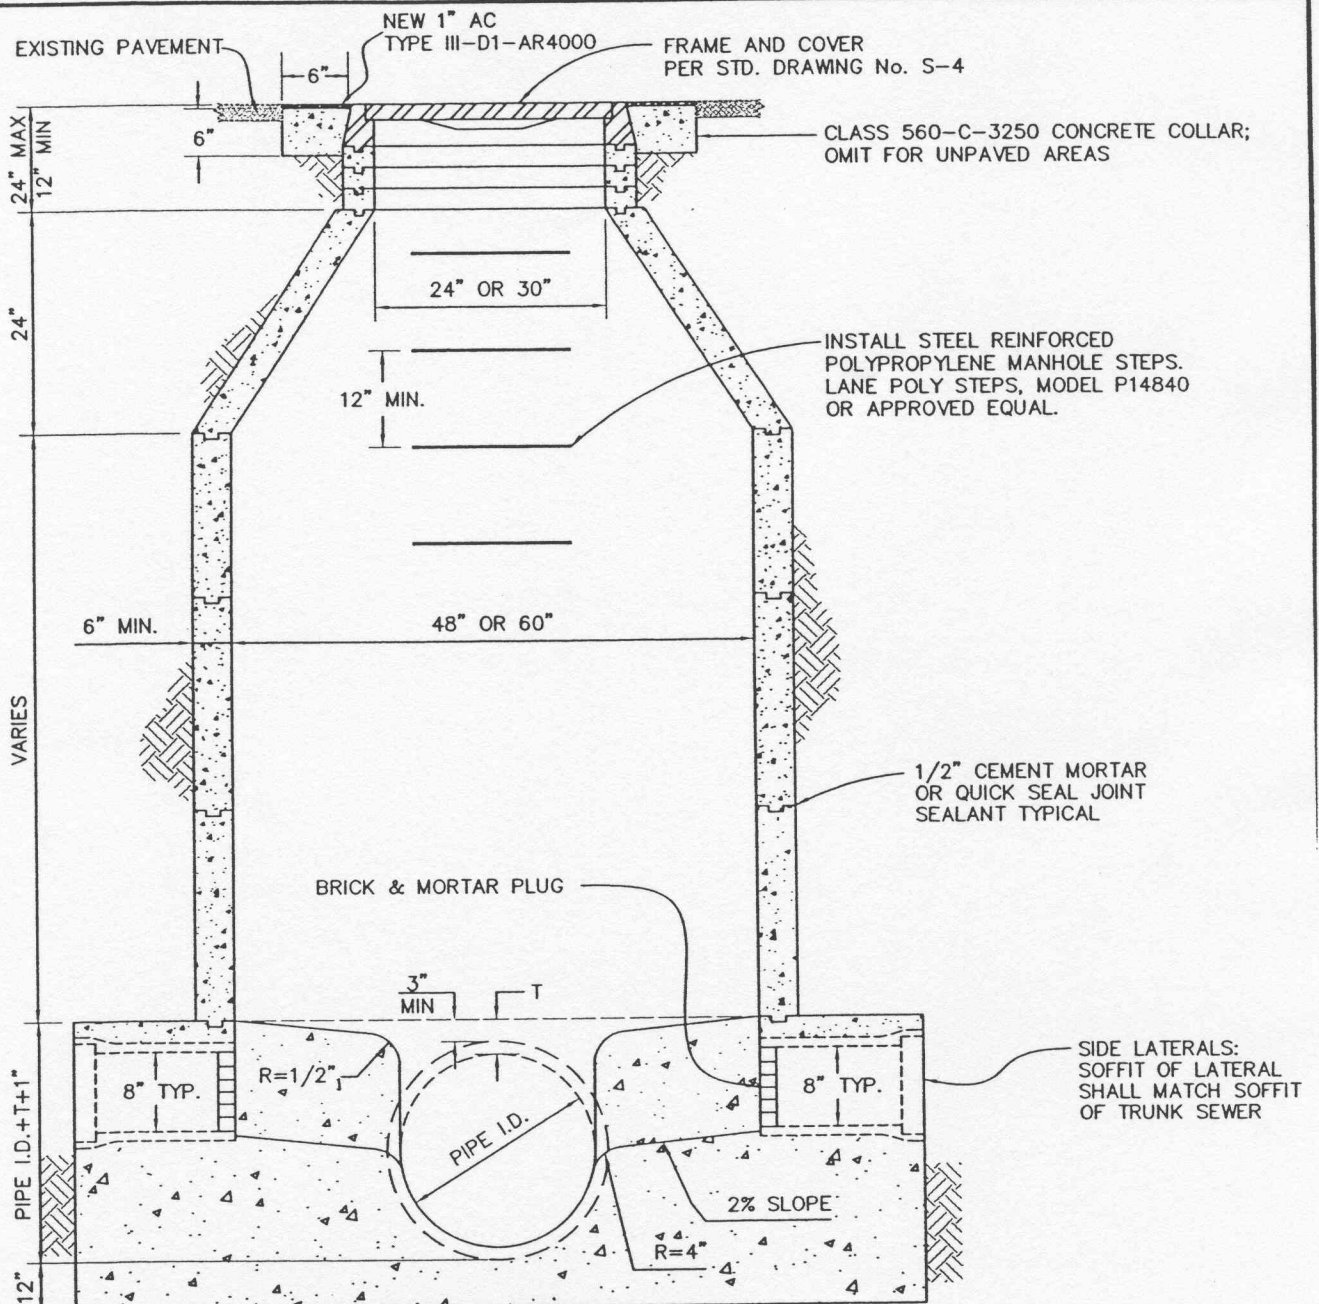 NEW 1" AC
TYPE III-D1-AR4000
EXISTING PAVEMENT
FRAME AND COVER
PER STD. DRAWING No. S-4
6"
6"
24" MAX
12" MIN
CLASS 560-C-3250 CONCRETE COLLAR;
OMIT FOR UNPAVED AREAS
24"
24" OR 30"
INSTALL STEEL REINFORCED
POLYPROPYLENE MANHOLE STEPS.
LANE POLY STEPS, MODEL P14840
OR APPROVED EQUAL.
12" MIN.
6" MIN.
48" OR 60"
VARIES
1/2" CEMENT MORTAR
OR QUICK SEAL JOINT
SEALANT TYPICAL
BRICK & MORTAR PLUG
3"
MIN
T
R=1/2"
8" TYP.
8" TYP.
SIDE LATERALS:
SOFFIT OF LATERAL
SHALL MATCH SOFFIT
OF TRUNK SEWER
PIPE I.D.
PIPE I.D.+T+1"
2% SLOPE
R=4"
12"